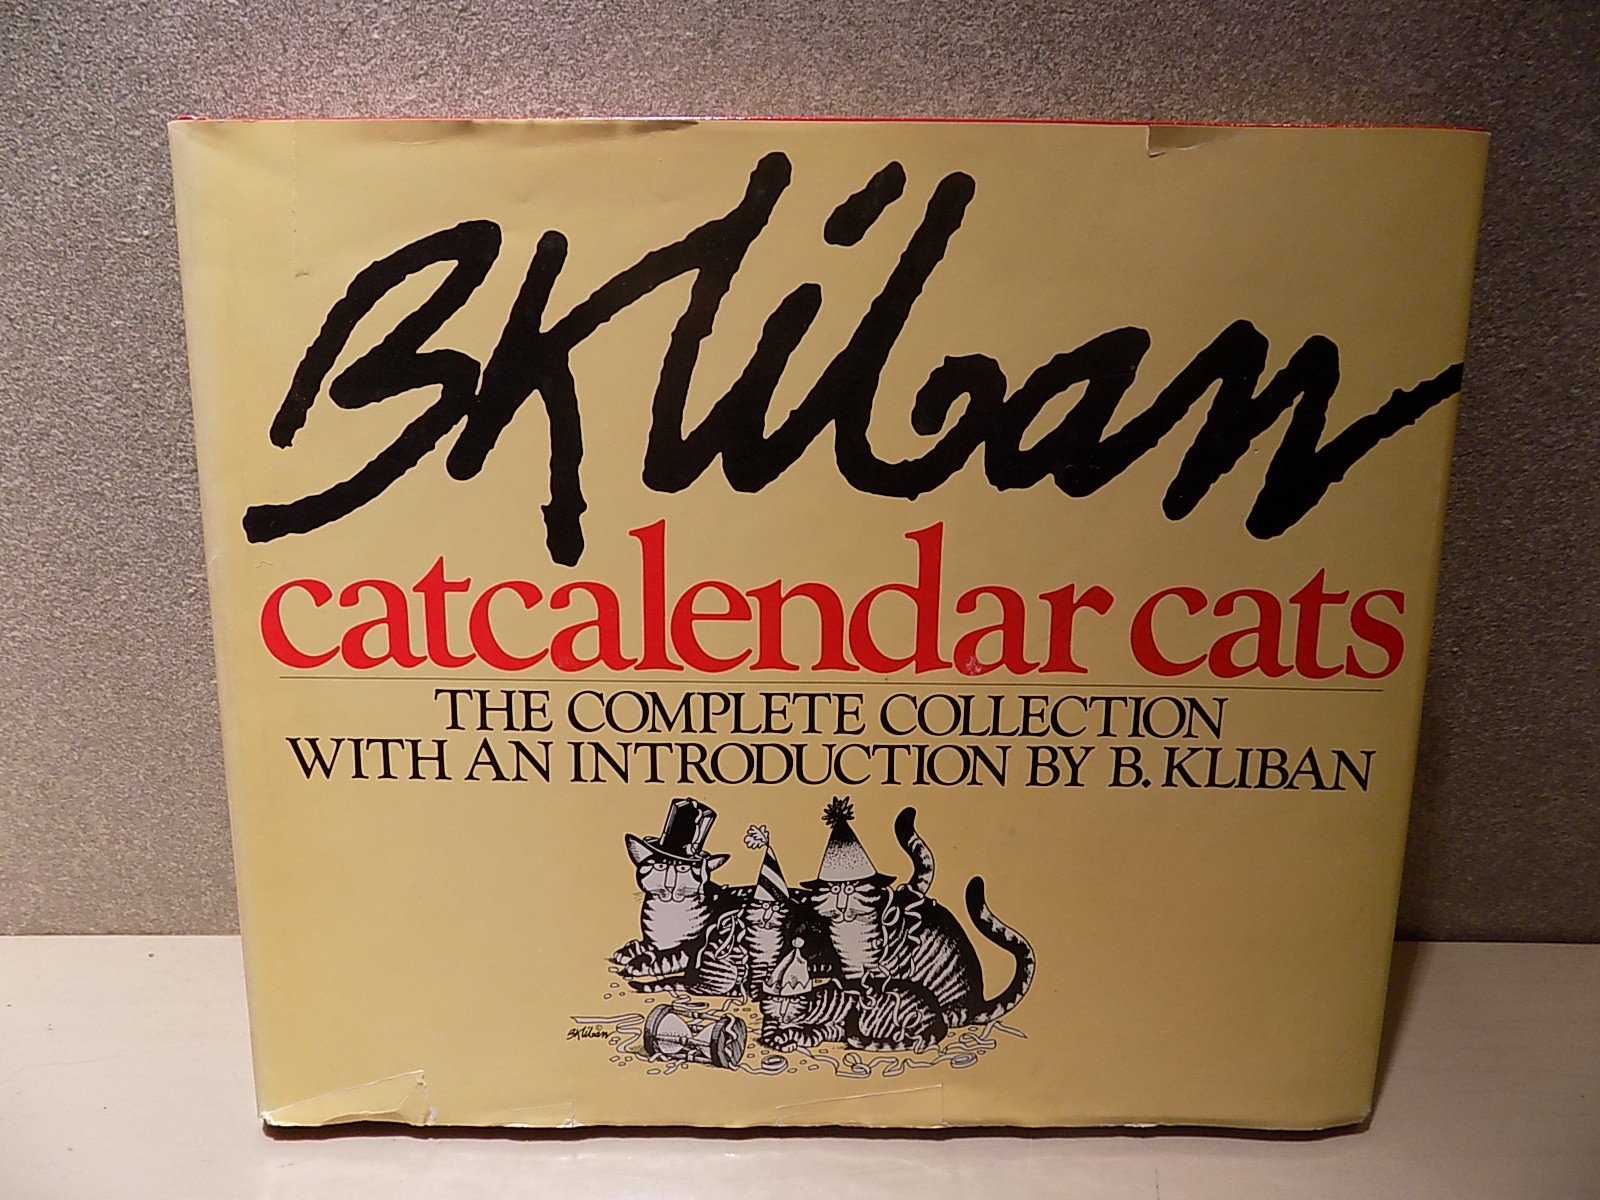 BKliban
catcalendar cats
THE COMPLETE COLLECTION
WITH AN INTRODUCTION BY B. KLIBAN
BKliban